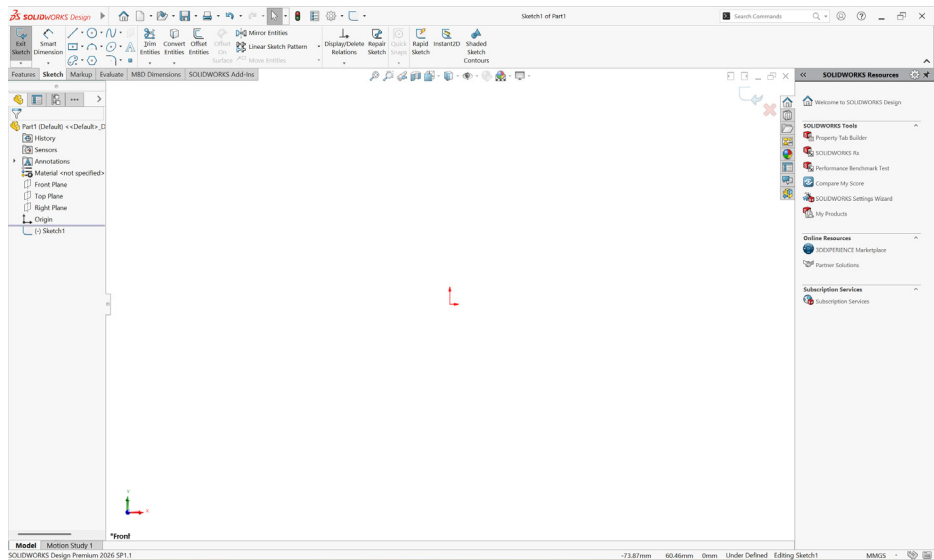 SOLIDWORKS Design
Sketch1 of Part1
Search Commands
Exit Sketch
Smart Dimension
Trim Entities
Convert Entities
Offset Entities
Offset On Surface
Mirror Entities
Linear Sketch Pattern
Move Entities
Display/Delete Relations
Repair Sketch
Quick Snaps
Rapid Sketch
Instant2D
Shaded Sketch Contours
Features Sketch Markup Evaluate MBD Dimensions SOLIDWORKS Add-Ins
Part1 (Default) <<Default>_D
History
Sensors
Annotations
Material <not specified>
Front Plane
Top Plane
Right Plane
Origin
(-) Sketch1
SOLIDWORKS Resources
Welcome to SOLIDWORKS Design
SOLIDWORKS Tools
Property Tab Builder
SOLIDWORKS Rx
Performance Benchmark Test
Compare My Score
SOLIDWORKS Settings Wizard
My Products
Online Resources
3DEXPERIENCE Marketplace
Partner Solutions
Subscription Services
Subscription Services
*Front
Model Motion Study 1
SOLIDWORKS Design Premium 2026 SP1.1
-73.87mm 60.46mm 0mm Under Defined Editing Sketch1 MMGS